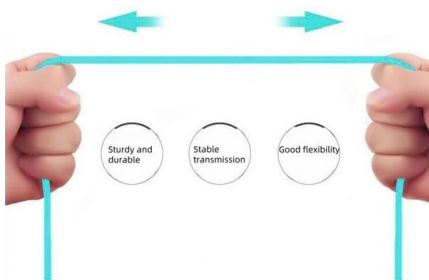 Sturdy and
durable
Stable
transmission
Good flexibility